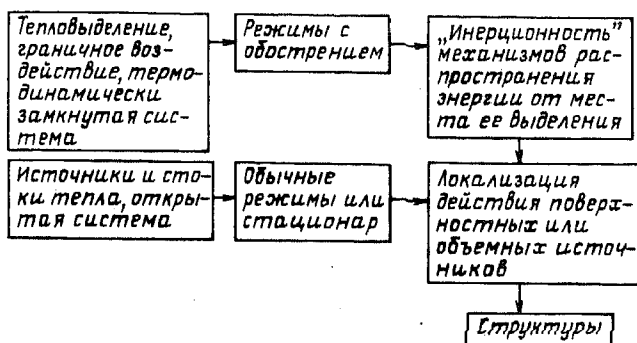 Тепловыделение,
граничное воз-
действие, термо-
динамически
замкнутая сис-
тема
Режимы с
обострением
„Инерционность"
механизмов рас-
пространения
энергии от мес-
та ее выделения
Источники и сто-
ки тепла, откры-
тая система
Обычные
режимы или
стационар
Локализация
действия поверх-
ностных или
объемных источ-
ников
Структуры